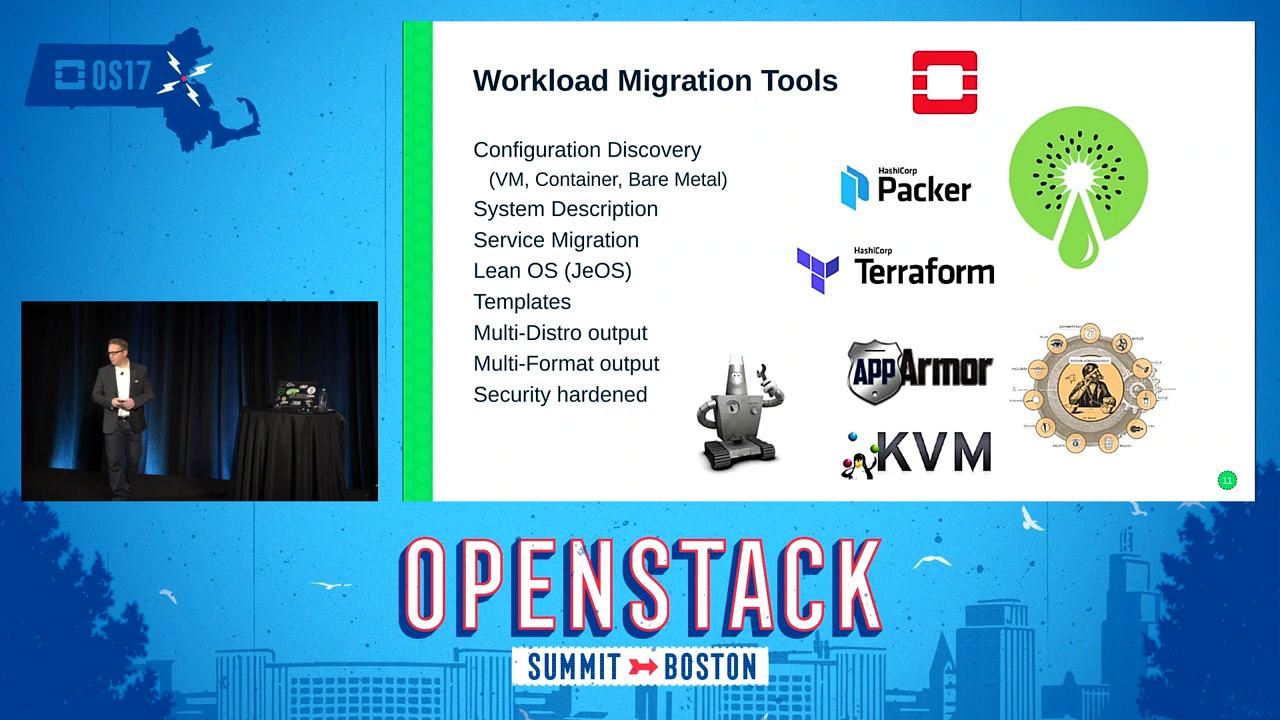 OS17
Workload Migration Tools
Configuration Discovery
(VM, Container, Bare Metal)
System Description
Service Migration
Lean OS (JeOS)
Templates
Multi-Distro output
Multi-Format output
Security hardened
HashiCorp
Packer
HashiCorp
Terraform
APPArmor
KVM
11
OPENSTACK
SUMMIT BOSTON